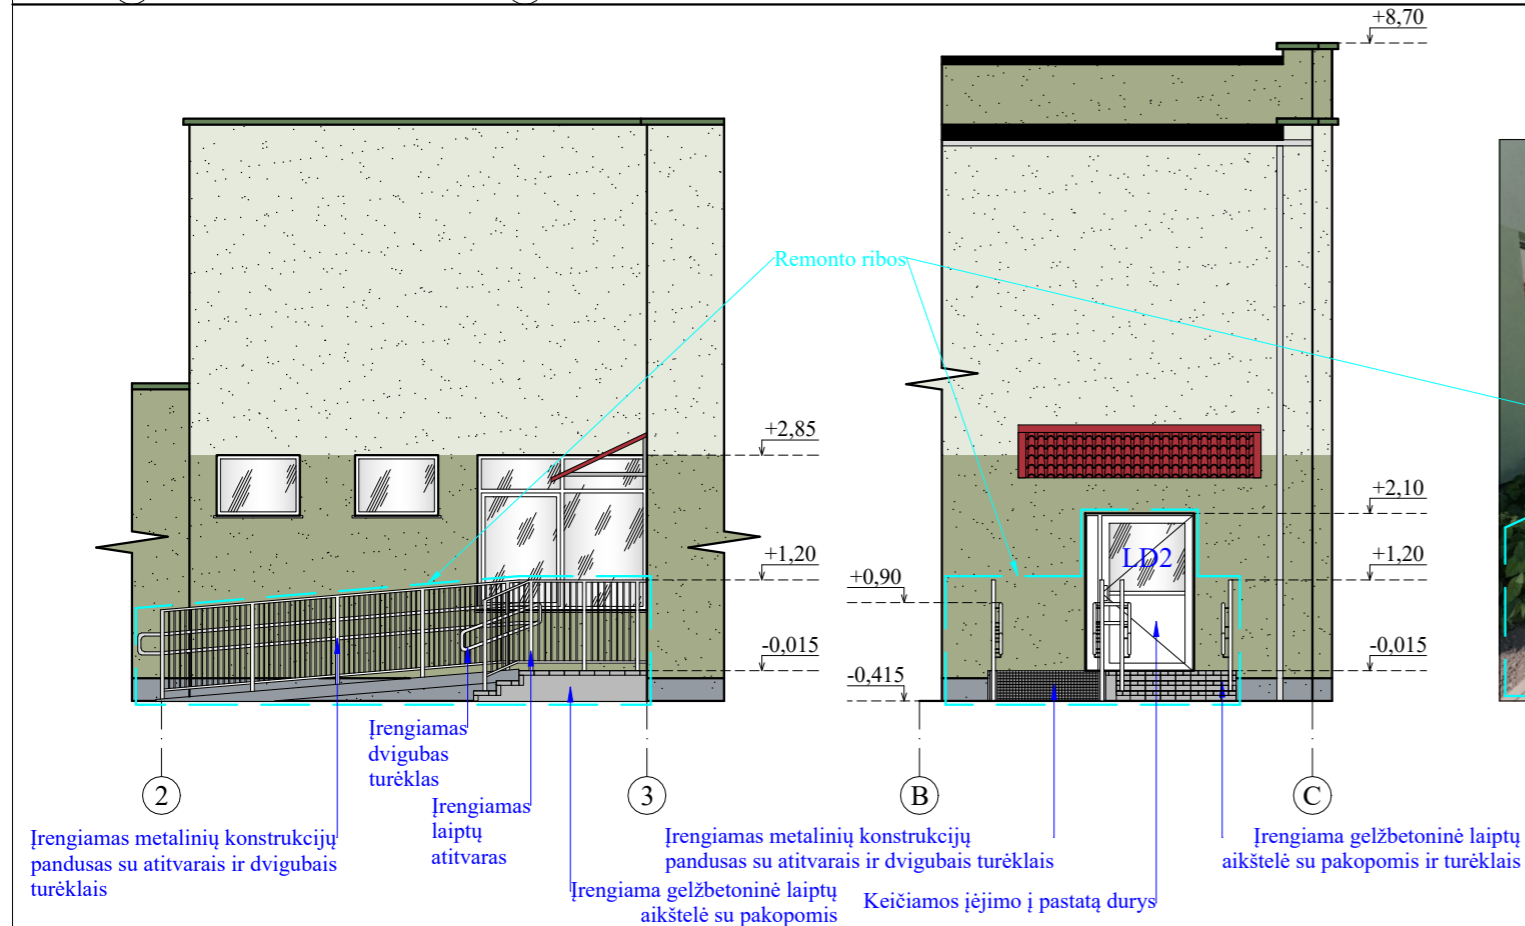 +8,70
Remonto ribos
+2,85
+2,10
+1,20
+1,20
LD2
+0,90
-0,015
-0,015
-0,415
Įrengiamas
dvigubas
turėklas
2
3
B
C
Įrengiamas
laiptų
atitvaras
Įrengiamas metalinių konstrukcijų
pandusas su atitvarais ir dvigubais
turėklais
Įrengiamas metalinių konstrukcijų
pandusas su atitvarais ir dvigubais turėklais
Įrengiama gelžbetoninė laiptų
aikštelė su pakopomis ir turėklais
Įrengiama gelžbetoninė laiptų
aikštelė su pakopomis
Keičiamos įėjimo į pastatą durys